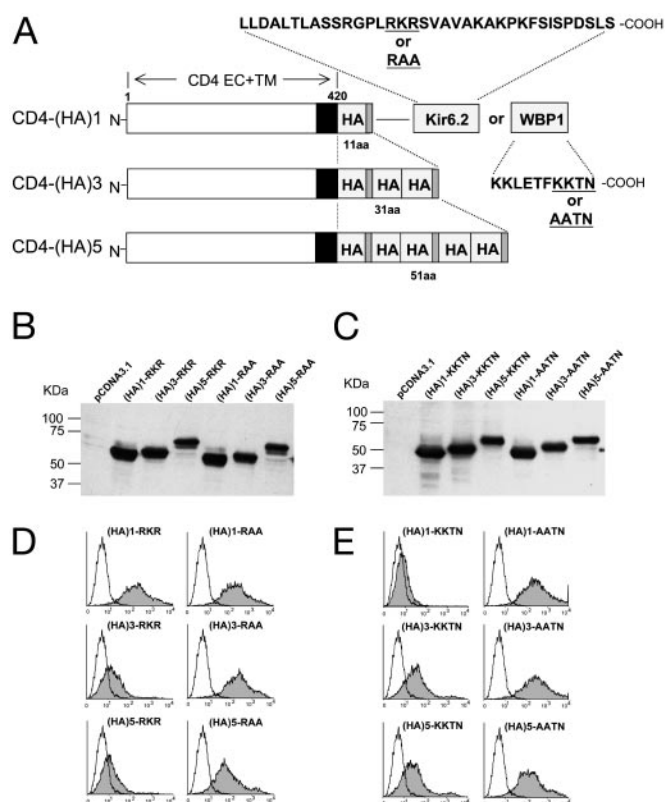 A
LLDALTLASSRGPLRKRSVAVAKAKPKFSISPDSLS -COOH
or
RAA
CD4 EC+TM
1 420
CD4-(HA)1 N HA Kir6.2 or WBP1
11aa
KKLETFKKTN -COOH
or
AATN
CD4-(HA)3 N HA HA HA
31aa
CD4-(HA)5 N HA HA HA HA HA
51aa
B
pCDNA3.1 (HA)1-RKR (HA)3-RKR (HA)5-RKR (HA)1-RAA (HA)3-RAA (HA)5-RAA
KDa
100
75
50
37
C
pCDNA3.1 (HA)1-KKTN (HA)3-KKTN (HA)5-KKTN (HA)1-AATN (HA)3-AATN (HA)5-AATN
KDa
100
75
50
37
D
(HA)1-RKR (HA)1-RAA
(HA)3-RKR (HA)3-RAA
(HA)5-RKR (HA)5-RAA
E
(HA)1-KKTN (HA)1-AATN
(HA)3-KKTN (HA)3-AATN
(HA)5-KKTN (HA)5-AATN